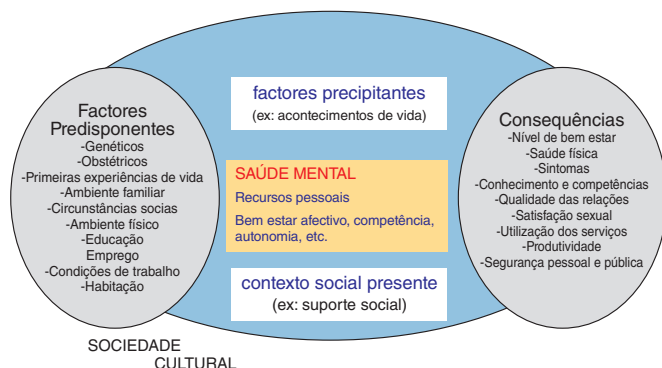 Factores
Predisponentes
-Genéticos
-Obstétricos
-Primeiras experiências de vida
-Ambiente familiar
-Circunstâncias socias
-Ambiente físico
-Educação
Emprego
-Condições de trabalho
-Habitação
factores precipitantes
(ex: acontecimentos de vida)
SAÚDE MENTAL
Recursos pessoais
Bem estar afectivo, competência,
autonomia, etc.
contexto social presente
(ex: suporte social)
Consequências
-Nível de bem estar
-Saúde física
-Sintomas
-Conhecimento e competências
-Qualidade das relações
-Satisfação sexual
-Utilização dos serviços
-Produtividade
-Segurança pessoal e pública
SOCIEDADE
CULTURAL